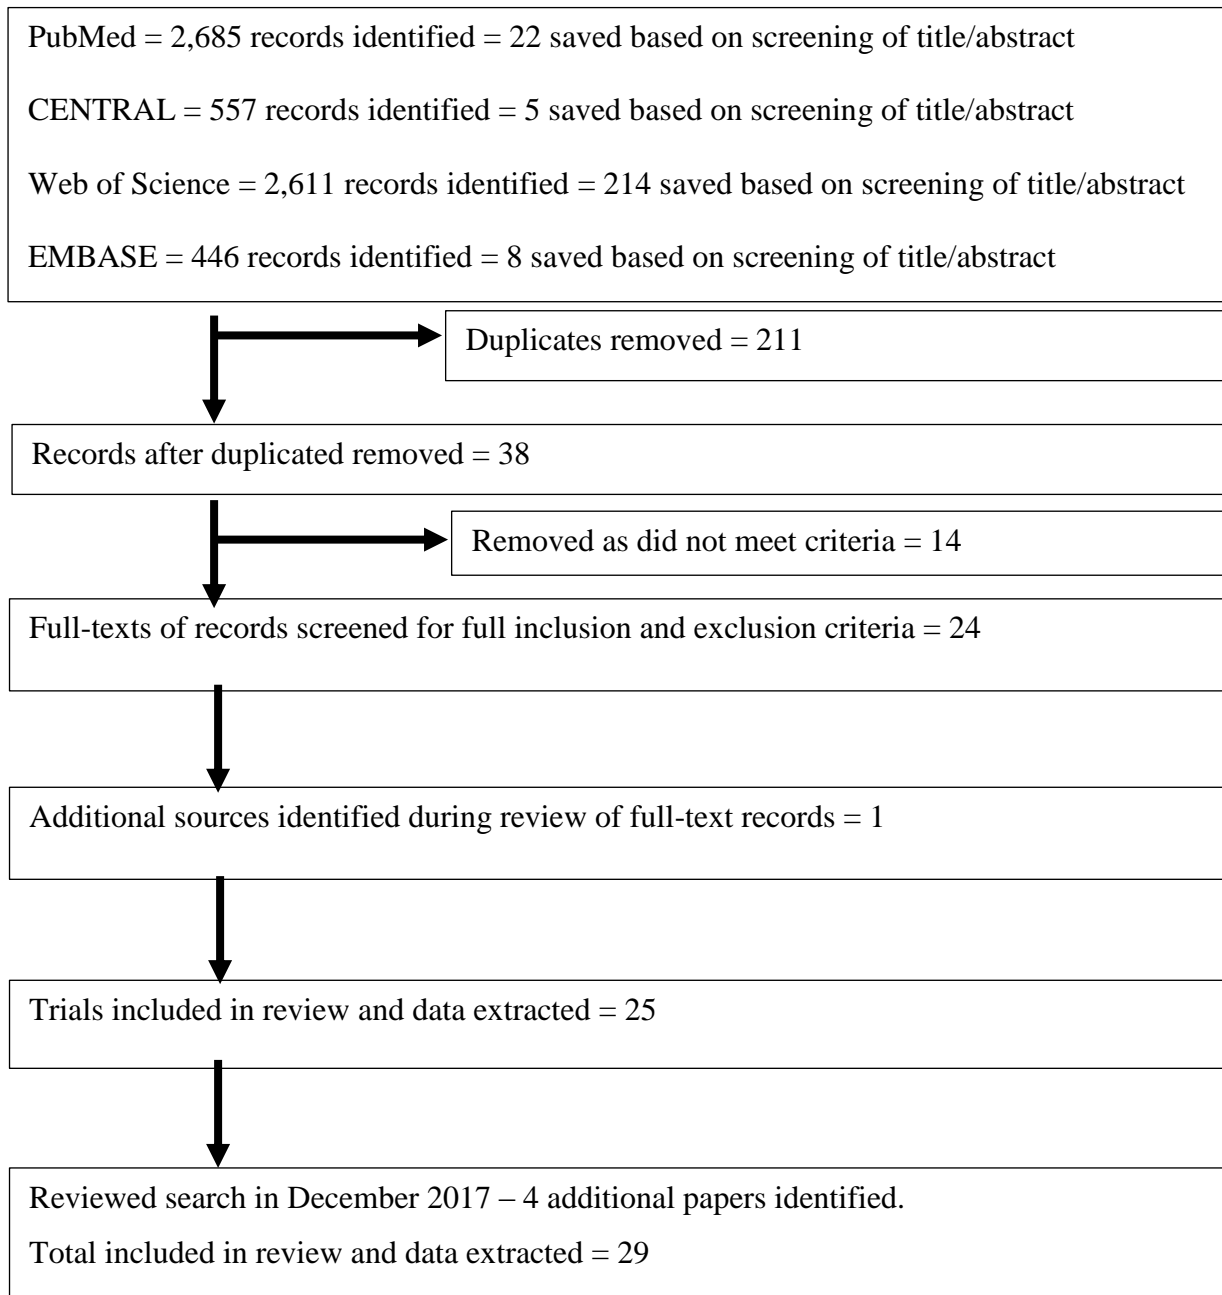 PubMed = 2,685 records identified = 22 saved based on screening of title/abstract
CENTRAL = 557 records identified = 5 saved based on screening of title/abstract
Web of Science = 2,611 records identified = 214 saved based on screening of title/abstract
EMBASE = 446 records identified = 8 saved based on screening of title/abstract
Duplicates removed = 211
Records after duplicated removed = 38
Removed as did not meet criteria = 14
Full-texts of records screened for full inclusion and exclusion criteria = 24
Additional sources identified during review of full-text records = 1
Trials included in review and data extracted = 25
Reviewed search in December 2017 – 4 additional papers identified.
Total included in review and data extracted = 29